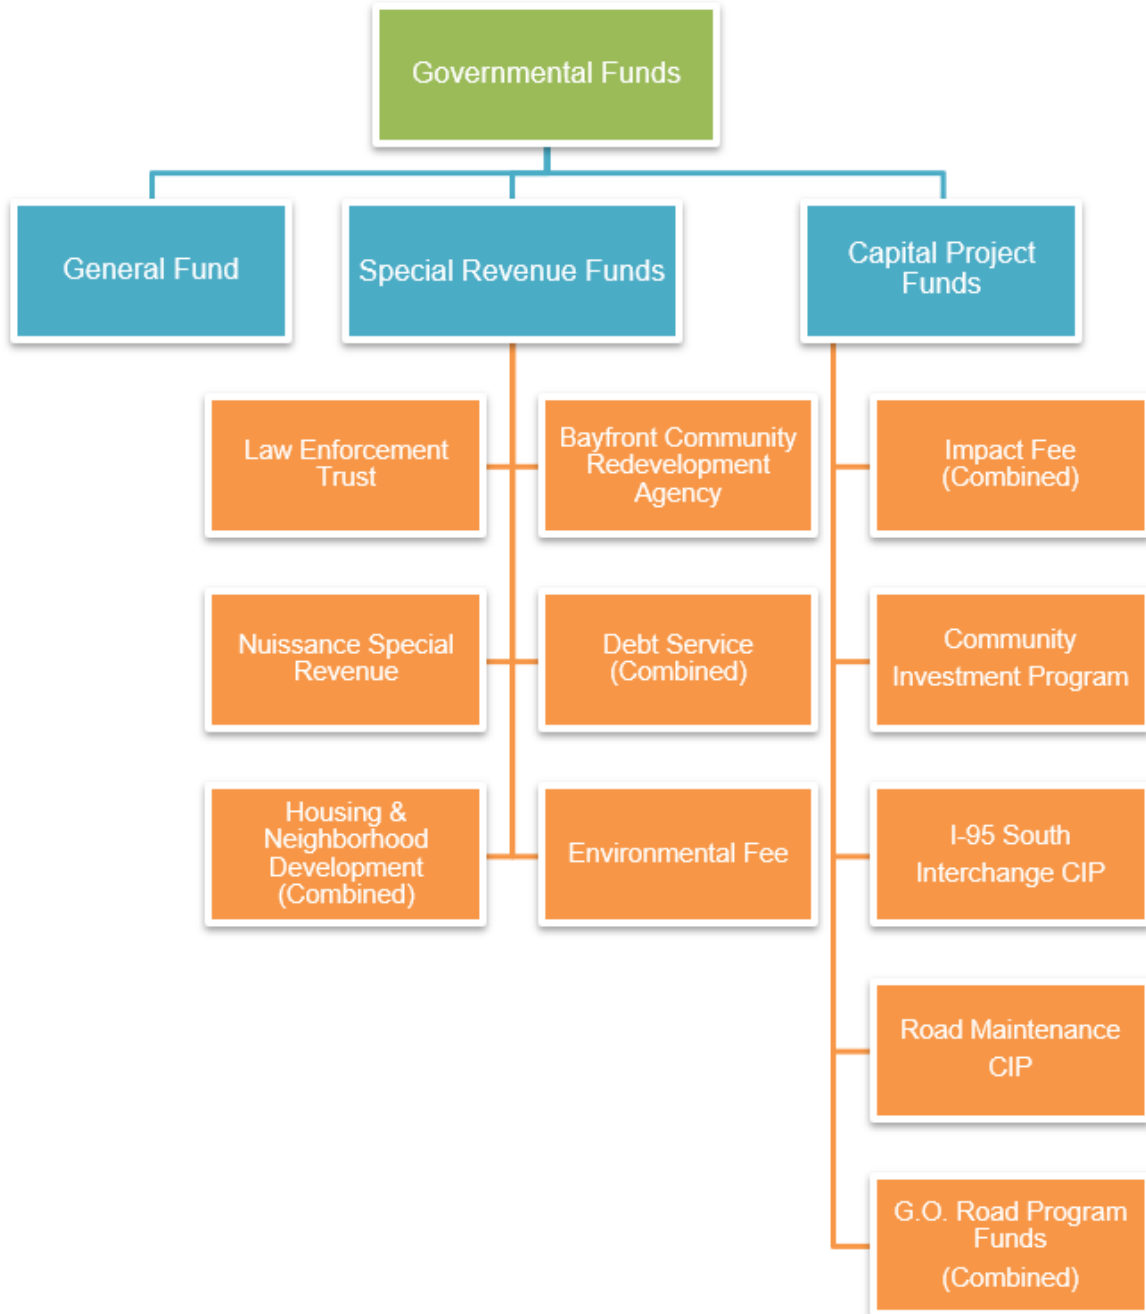 Governmental Funds
General Fund
Special Revenue Funds
Capital Project
Funds
Law Enforcement
Trust
Bayfront Community
Redevelopment
Agency
Impact Fee
(Combined)
Nuissance Special
Revenue
Debt Service
(Combined)
Community
Investment Program
Housing &
Neighborhood
Development
(Combined)
Environmental Fee
I-95 South
Interchange CIP
Road Maintenance
CIP
G.O. Road Program
Funds
(Combined)